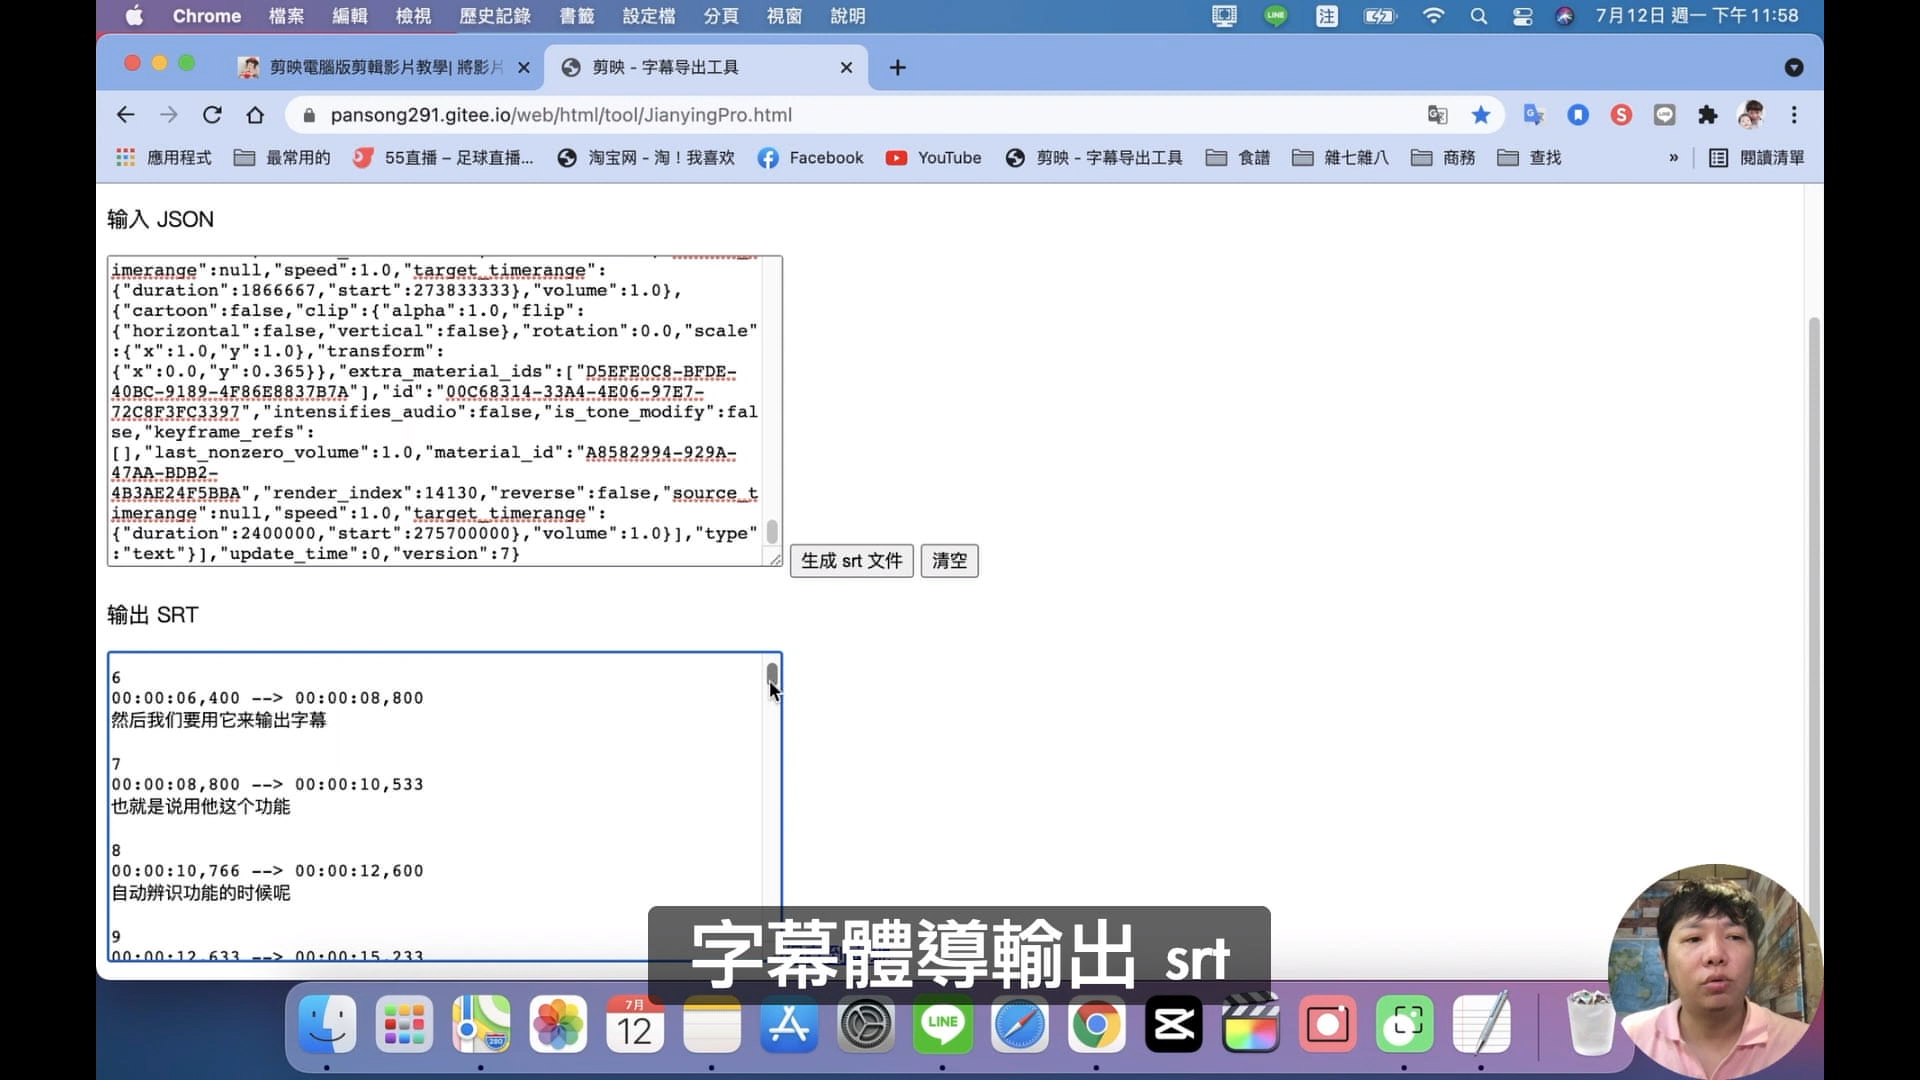 Chrome 檔案 編輯 檢視 歷史記錄 書籤 設定檔 分頁 視窗 說明 LINE 注 7月12日 週一 下午11:58
剪映電腦版剪輯影片教學| 將影片 剪映 - 字幕导出工具
pansong291.gitee.io/web/html/tool/JianyingPro.html
應用程式 最常用的 55直播 – 足球直播... 淘宝网 - 淘！我喜欢 Facebook YouTube 剪映 - 字幕导出工具 食譜 雜七雜八 商務 查找 » 閱讀清單
输入 JSON
imerange":null,"speed":1.0,"target_timerange":
{"duration":1866667,"start":273833333},"volume":1.0},
{"cartoon":false,"clip":{"alpha":1.0,"flip":
{"horizontal":false,"vertical":false},"rotation":0.0,"scale"
:{"x":1.0,"y":1.0},"transform":
{"x":0.0,"y":0.365}},"extra_material_ids":["D5EFE0C8-BFDE-
40BC-9189-4F86E8837B7A"],"id":"00C68314-33A4-4E06-97E7-
72C8F3FC3397","intensifies_audio":false,"is_tone_modify":fal
se,"keyframe_refs":
[],"last_nonzero_volume":1.0,"material_id":"A8582994-929A-
47AA-BDB2-
4B3AE24F5BBA","render_index":14130,"reverse":false,"source_t
imerange":null,"speed":1.0,"target_timerange":
{"duration":2400000,"start":275700000},"volume":1.0}],"type"
:"text"}],"update_time":0,"version":7}
生成 srt 文件 清空
输出 SRT
6
00:00:06,400 --> 00:00:08,800
然后我们要用它来输出字幕
7
00:00:08,800 --> 00:00:10,533
也就是说用他这个功能
8
00:00:10,766 --> 00:00:12,600
自动辨识功能的时候呢
9
00:00:12,633 --> 00:00:15,233
字幕體導輸出 srt
7月
12
LINE